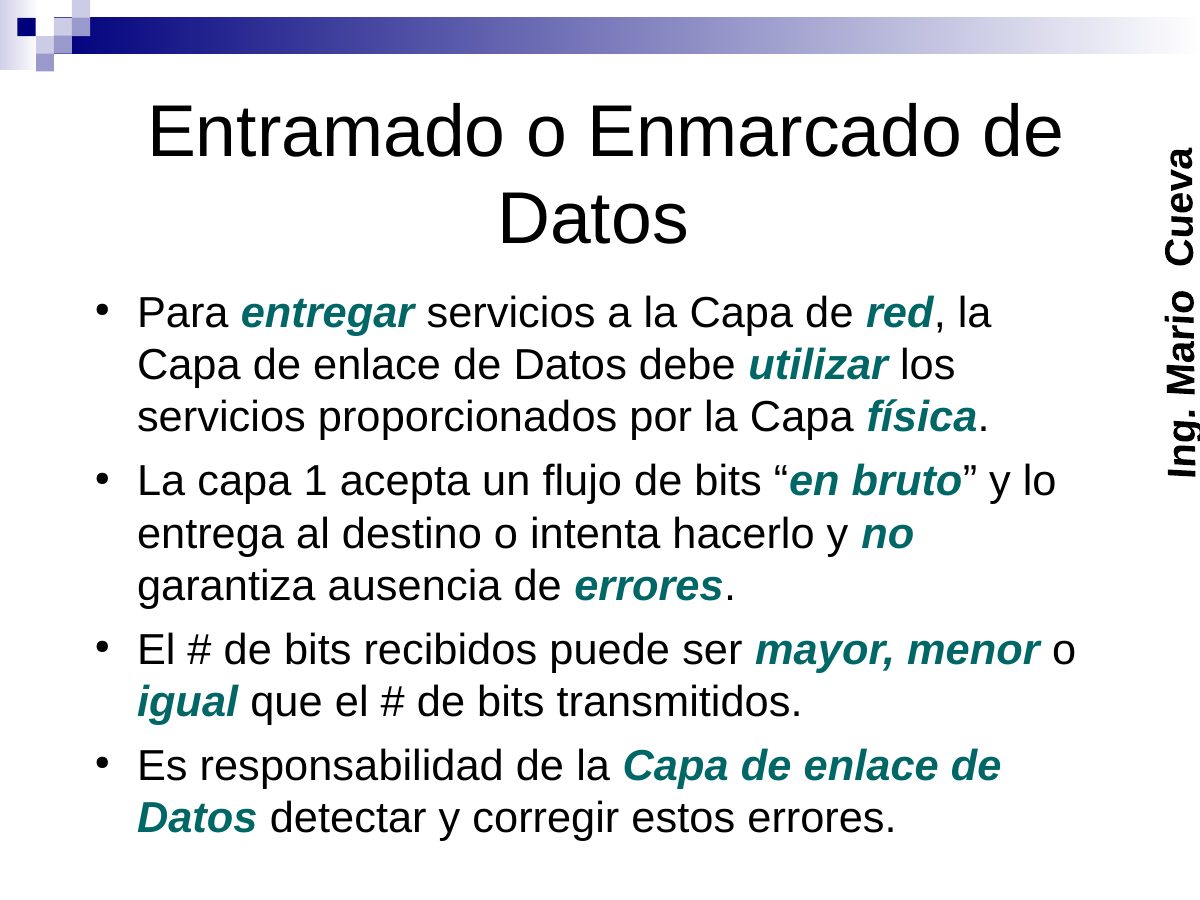 Entramado o Enmarcado de
Datos
• Para entregar servicios a la Capa de red, la
Capa de enlace de Datos debe utilizar los
servicios proporcionados por la Capa física.
• La capa 1 acepta un flujo de bits “en bruto” y lo
entrega al destino o intenta hacerlo y no
garantiza ausencia de errores.
• El # de bits recibidos puede ser mayor, menor o
igual que el # de bits transmitidos.
• Es responsabilidad de la Capa de enlace de
Datos detectar y corregir estos errores.
Ing. Mario Cueva